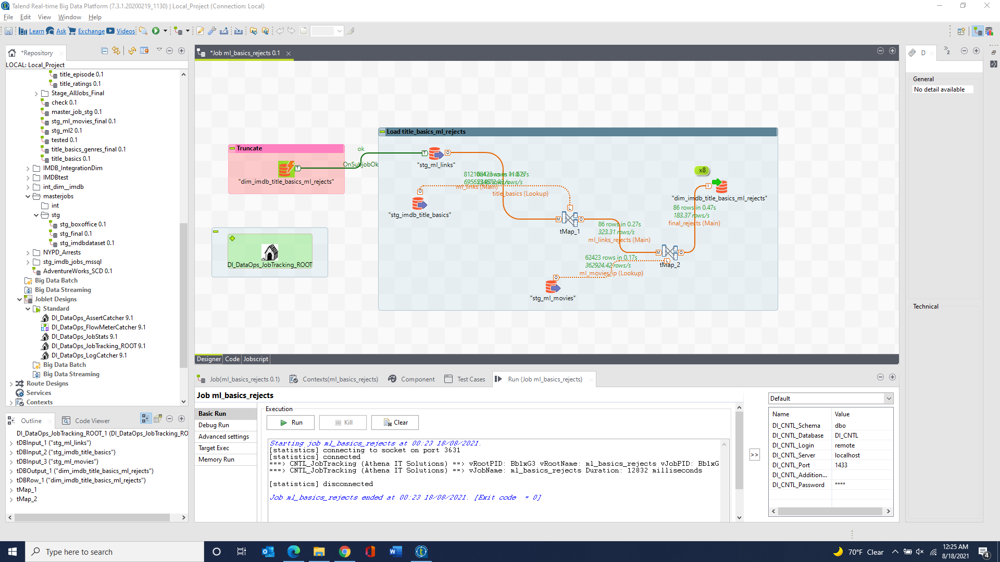 Talend Real-time Big Data Platform (7.3.1.20200219_1130) | Local_Project (Connection: Local)
File Edit View Window Help
Learn Ask Exchange Videos
*Repository
LOCAL: Local_Project
title_episode 0.1
title_ratings 0.1
Stage_AllJobs_Final
check 0.1
master_job_stg 0.1
stg_ml_movies_final 0.1
stg_ml2 0.1
tested 0.1
title_basics_genres_final 0.1
title_basics 0.1
IMDB_IntegrationDim
IMDBtest
int_dim_imdb
masterjobs
int
stg
stg_boxoffice 0.1
stg_final 0.1
stg_imdbdataset 0.1
NYPD_Arrests
stg_imdb_jobs_mssql
AdventureWorks_SCD 0.1
Big Data Batch
Big Data Streaming
Joblet Designs
Standard
DI_DataOps_AssertCatcher 9.1
DI_DataOps_FlowMeterCatcher 9.1
DI_DataOps_JobStats 9.1
DI_DataOps_JobTracking_ROOT 9.1
DI_DataOps_LogCatcher 9.1
Big Data Batch
Big Data Streaming
Route Designs
Services
Contexts
Outline Code Viewer
DI_DataOps_JobTracking_ROOT_1 (DI_DataOps_JobTracking_RO
tDBInput_1 ("stg_ml_links")
tDBInput_2 ("stg_imdb_title_basics")
tDBInput_3 ("stg_ml_movies")
tDBOutput_1 ("dim_imdb_title_basics_ml_rejects")
tDBRow_1 ("dim_imdb_title_basics_ml_rejects")
tMap_1
tMap_2
*Job ml_basics_rejects 0.1
Truncate
"dim_imdb_title_basics_ml_rejects"
ok
OnSubjobOk
DI_DataOps_JobTracking_ROOT
Load title_basics_ml_rejects
"stg_ml_links"
ml_links (Main)
title_basics (Lookup)
"stg_imdb_title_basics"
tMap_1
86 rows in 0.27s
323.31 rows/s
ml_links_rejects (Main)
x8
"dim_imdb_title_basics_ml_rejects"
86 rows in 0.47s
183.37 rows/s
final_rejects (Main)
tMap_2
62423 rows in 0.17s
362924.42 rows/s
ml_movies_ip (Lookup)
"stg_ml_movies"
Designer Code Jobscript
Job(ml_basics_rejects 0.1) Contexts(ml_basics_rejects) Component Test Cases Run (Job ml_basics_rejects)
Job ml_basics_rejects
Basic Run
Debug Run
Advanced settings
Target Exec
Memory Run
Execution
Run Kill Clear
Starting job ml_basics_rejects at 00:23 18/08/2021.
[statistics] connecting to socket on port 3631
[statistics] connected
===> CNTL_JobTracking (Athena IT Solutions) ==> vRootPID: Bb1xG3 vRootName: ml_basics_rejects vJobPID: Bb1xG
===> CNTL_JobTracking (Athena IT Solutions) ==> vJobName: ml_basics_rejects Duration: 12832 milliseconds
[statistics] disconnected
Job ml_basics_rejects ended at 00:23 18/08/2021. [Exit code = 0]
>>
Default
Name Value
DI_CNTL_Schema dbo
DI_CNTL_Database DI_CNTL
DI_CNTL_Login remote
DI_CNTL_Server localhost
DI_CNTL_Port 1433
DI_CNTL_Addition...
DI_CNTL_Password ****
D
2
General
No detail available
Technical
Type here to search
70°F Clear
12:25 AM
8/18/2021
4